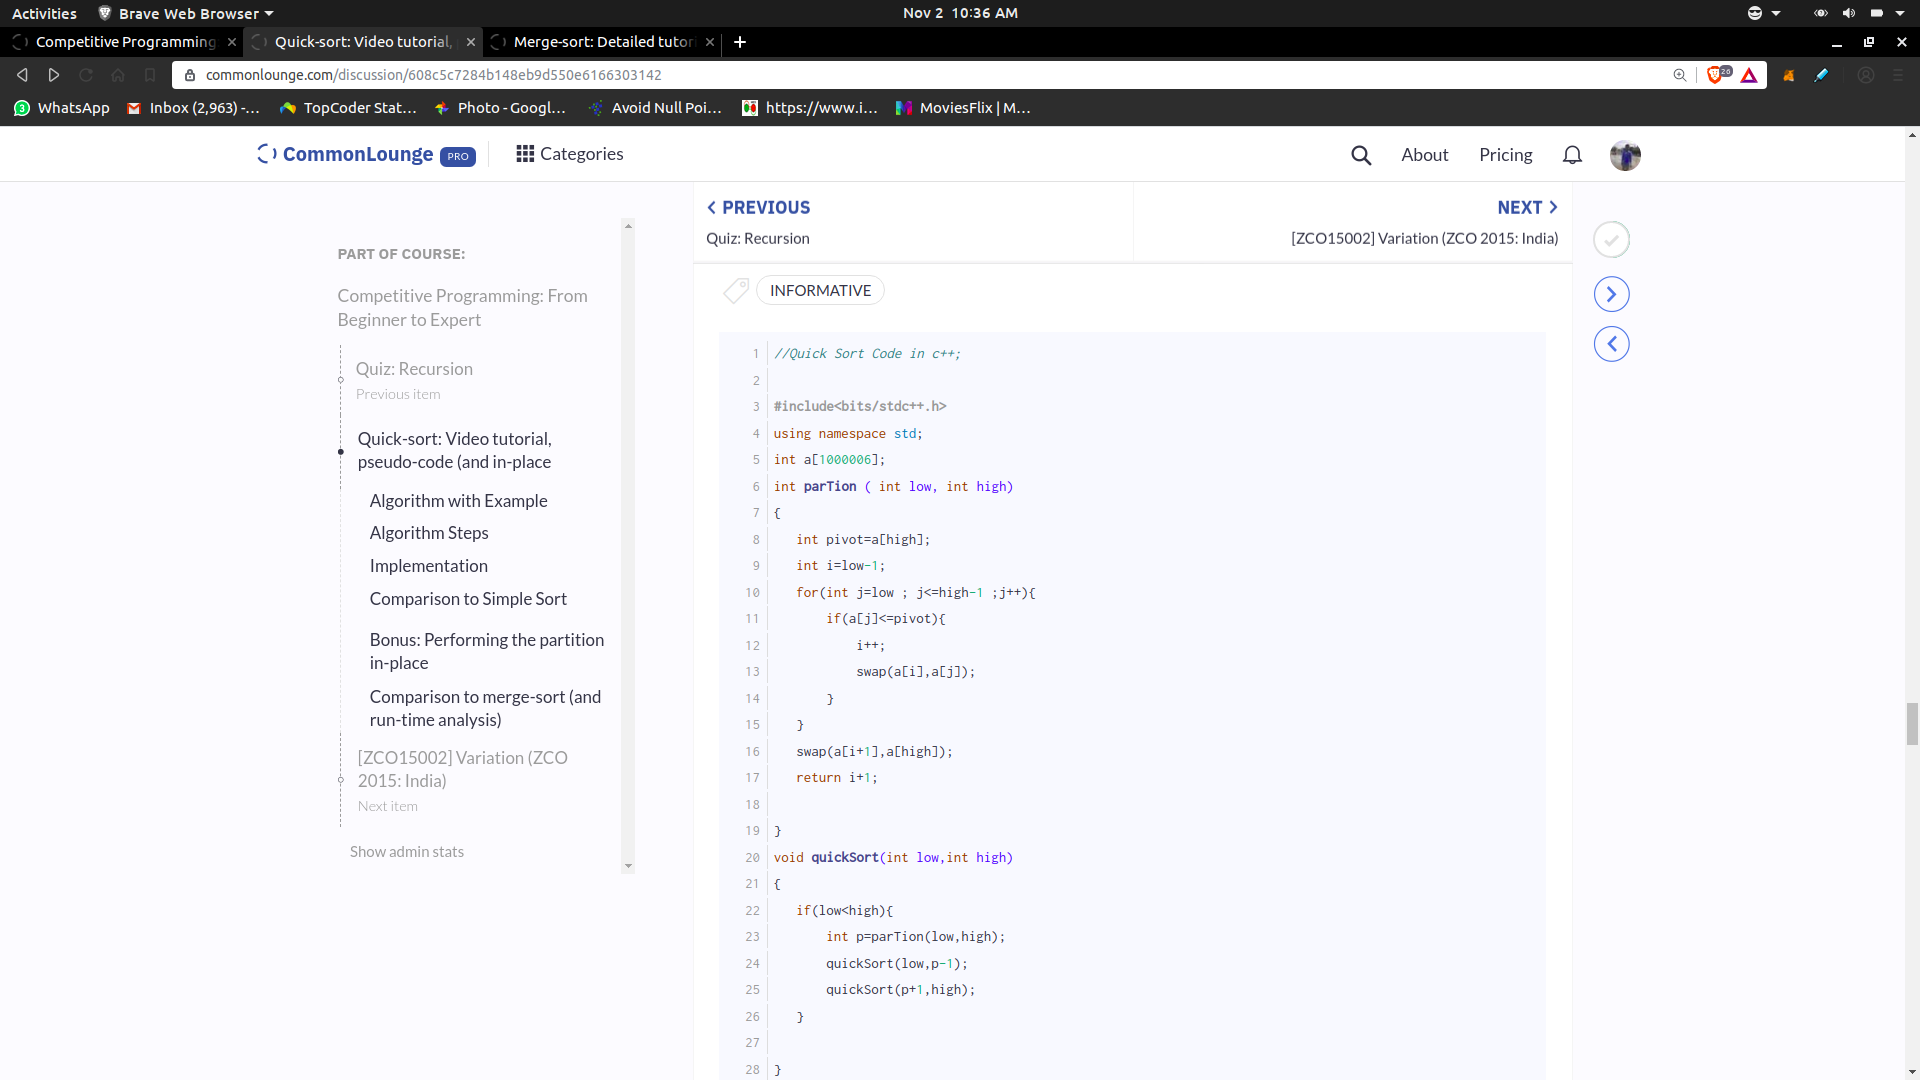 Activities Brave Web Browser Nov 2 10:36 AM
Competitive Programming Quick-sort: Video tutorial, Merge-sort: Detailed tutori
commonlounge.com/discussion/608c5c7284b148eb9d550e6166303142 26
3 WhatsApp Inbox (2,963) -... TopCoder Stat... Photo - Googl... Avoid Null Poi... https://www.i... MoviesFlix | M...
CommonLounge PRO Categories About Pricing
PREVIOUS NEXT
Quiz: Recursion [ZCO15002] Variation (ZCO 2015: India)
PART OF COURSE:
Competitive Programming: From
Beginner to Expert
Quiz: Recursion
Previous item
Quick-sort: Video tutorial,
pseudo-code (and in-place
Algorithm with Example
Algorithm Steps
Implementation
Comparison to Simple Sort
Bonus: Performing the partition
in-place
Comparison to merge-sort (and
run-time analysis)
[ZCO15002] Variation (ZCO
2015: India)
Next item
Show admin stats
INFORMATIVE
1 //Quick Sort Code in c++;
2
3 #include<bits/stdc++.h>
4 using namespace std;
5 int a[1000006];
6 int parTion ( int low, int high)
7 {
8 int pivot=a[high];
9 int i=low-1;
10 for(int j=low ; j<=high-1 ;j++){
11 if(a[j]<=pivot){
12 i++;
13 swap(a[i],a[j]);
14 }
15 }
16 swap(a[i+1],a[high]);
17 return i+1;
18
19 }
20 void quickSort(int low,int high)
21 {
22 if(low<high){
23 int p=parTion(low,high);
24 quickSort(low,p-1);
25 quickSort(p+1,high);
26 }
27
28 }